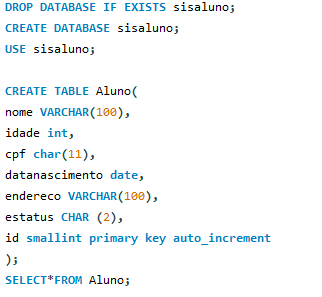 DROP DATABASE IF EXISTS sisaluno;
CREATE DATABASE sisaluno;
USE sisaluno;
CREATE TABLE Aluno(
nome VARCHAR(100),
idade int,
cpf char(11),
datanascimento date,
endereco VARCHAR(100),
estatus CHAR (2),
id smallint primary key auto_increment
);
SELECT*FROM Aluno;